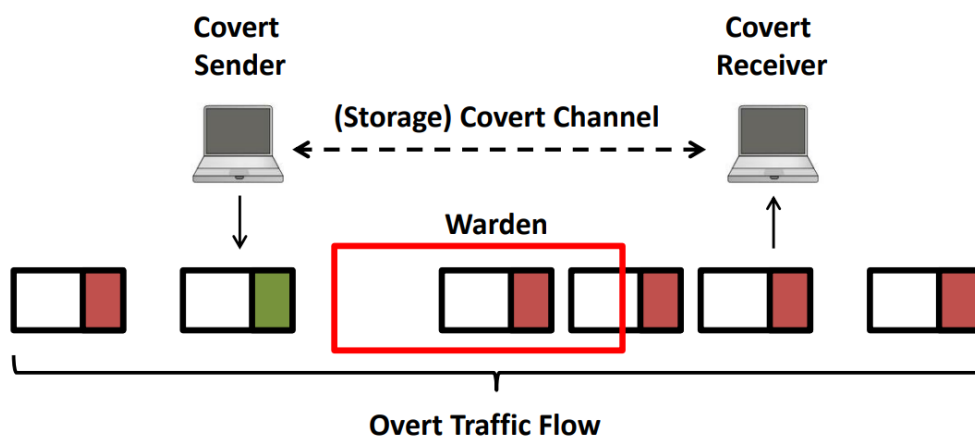 Covert
Sender
Covert
Receiver
(Storage) Covert Channel
Warden
Overt Traffic Flow